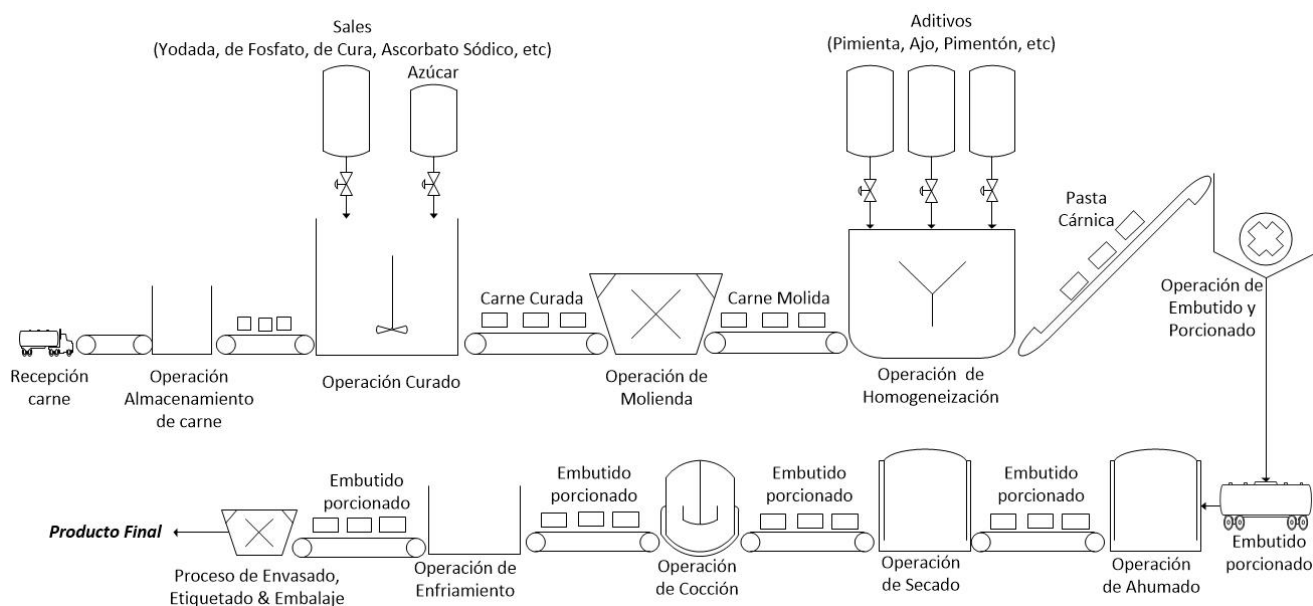 Sales
(Yodada, de Fosfato, de Cura, Ascorbato Sódico, etc)
Azúcar
Aditivos
(Pimienta, Ajo, Pimentón, etc)
Pasta
Cárnica
Carne Curada
Carne Molida
Operación de
Embutido y
Porcionado
Recepción
carne
Operación
Almacenamiento
de carne
Operación Curado
Operación de
Molienda
Operación de
Homogeneización
Embutido
porcionado
Embutido
porcionado
Embutido
porcionado
Embutido
porcionado
Producto Final
Proceso de Envasado,
Etiquetado & Embalaje
Operación de
Enfriamiento
Operación
de Cocción
Operación
de Secado
Operación
de Ahumado
Embutido
porcionado